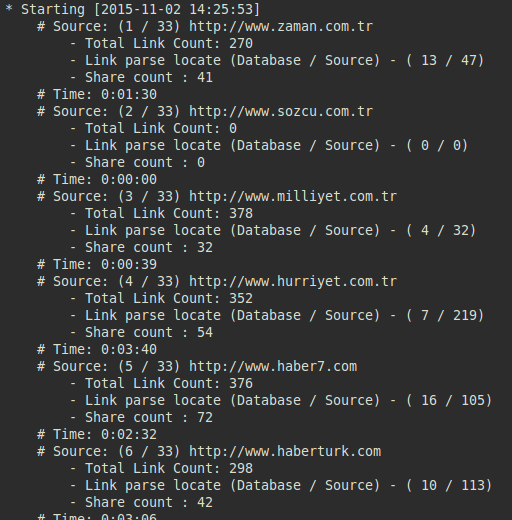 * Starting [2015-11-02 14:25:53]
# Source: (1 / 33) http://www.zaman.com.tr
- Total Link Count: 270
- Link parse locate (Database / Source) - ( 13 / 47)
- Share count : 41
# Time: 0:01:30
# Source: (2 / 33) http://www.sozcu.com.tr
- Total Link Count: 0
- Link parse locate (Database / Source) - ( 0 / 0)
- Share count : 0
# Time: 0:00:00
# Source: (3 / 33) http://www.milliyet.com.tr
- Total Link Count: 378
- Link parse locate (Database / Source) - ( 4 / 32)
- Share count : 32
# Time: 0:00:39
# Source: (4 / 33) http://www.hurriyet.com.tr
- Total Link Count: 352
- Link parse locate (Database / Source) - ( 7 / 219)
- Share count : 54
# Time: 0:03:40
# Source: (5 / 33) http://www.haber7.com
- Total Link Count: 376
- Link parse locate (Database / Source) - ( 16 / 105)
- Share count : 72
# Time: 0:02:32
# Source: (6 / 33) http://www.haberturk.com
- Total Link Count: 298
- Link parse locate (Database / Source) - ( 10 / 113)
- Share count : 42
# Time: 0:03:06